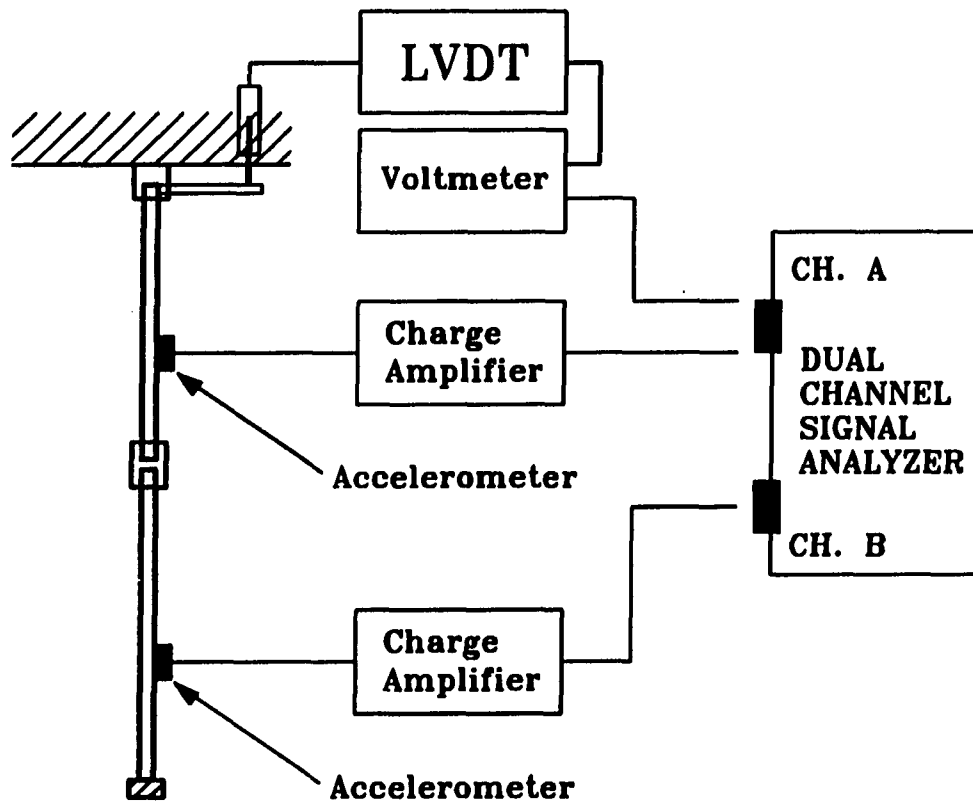 LVDT
Voltmeter
CH. A
Charge
Amplifier
DUAL
CHANNEL
SIGNAL
ANALYZER
Accelerometer
CH. B
Charge
Amplifier
Accelerometer